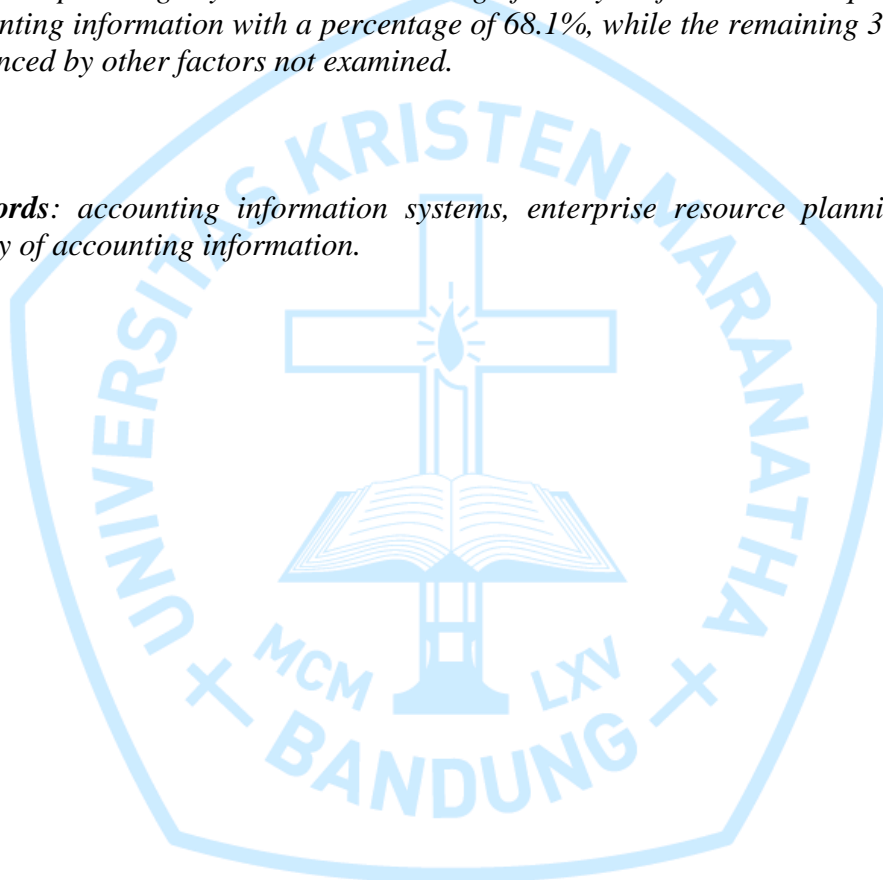 nting information with a percentage of 68.1%, while the remaining 3
nced by other factors not examined.
ords: accounting information systems, enterprise resource planni
y of accounting information.
UNIVERSITAS KRISTEN MARANATHA
MCM LXV
BANDUNG